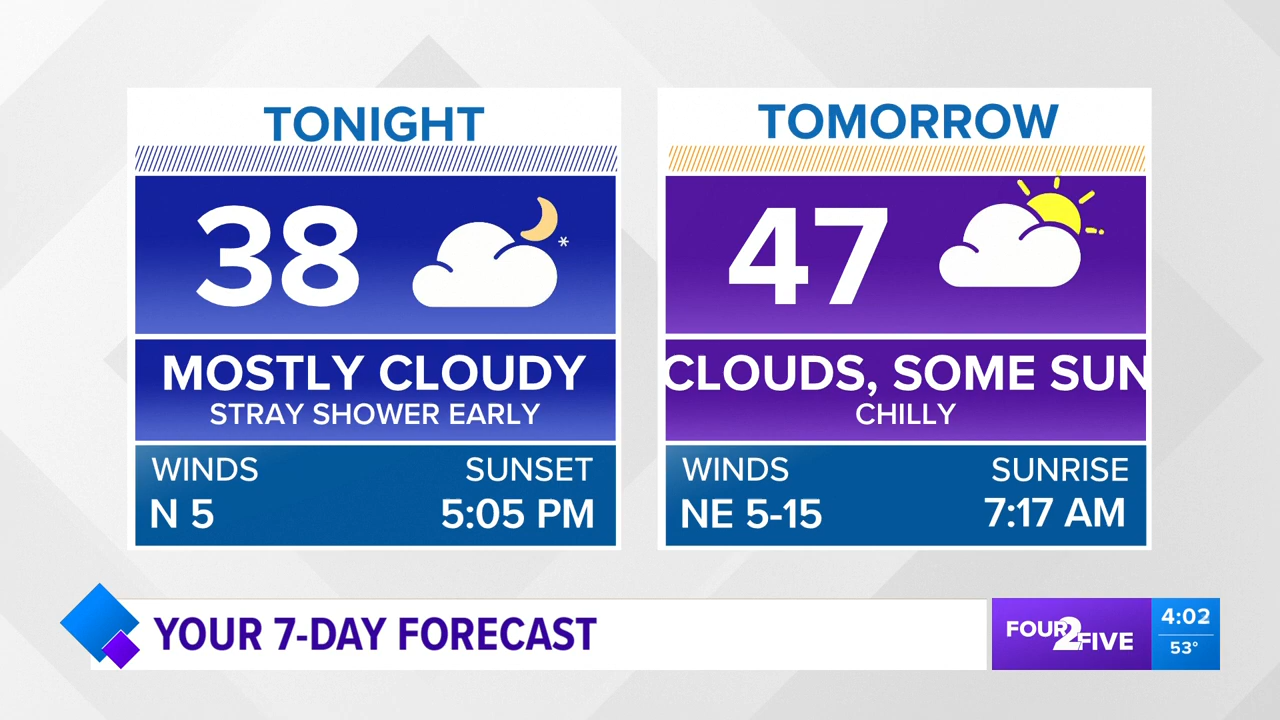 TONIGHT
38
MOSTLY CLOUDY
STRAY SHOWER EARLY
WINDS
SUNSET
N 5
5:05 PM
TOMORROW
47
CLOUDS, SOME SUN
CHILLY
WINDS
SUNRISE
NE 5-15
7:17 AM
YOUR 7-DAY FORECAST
FOUR2FIVE
4:02
53°